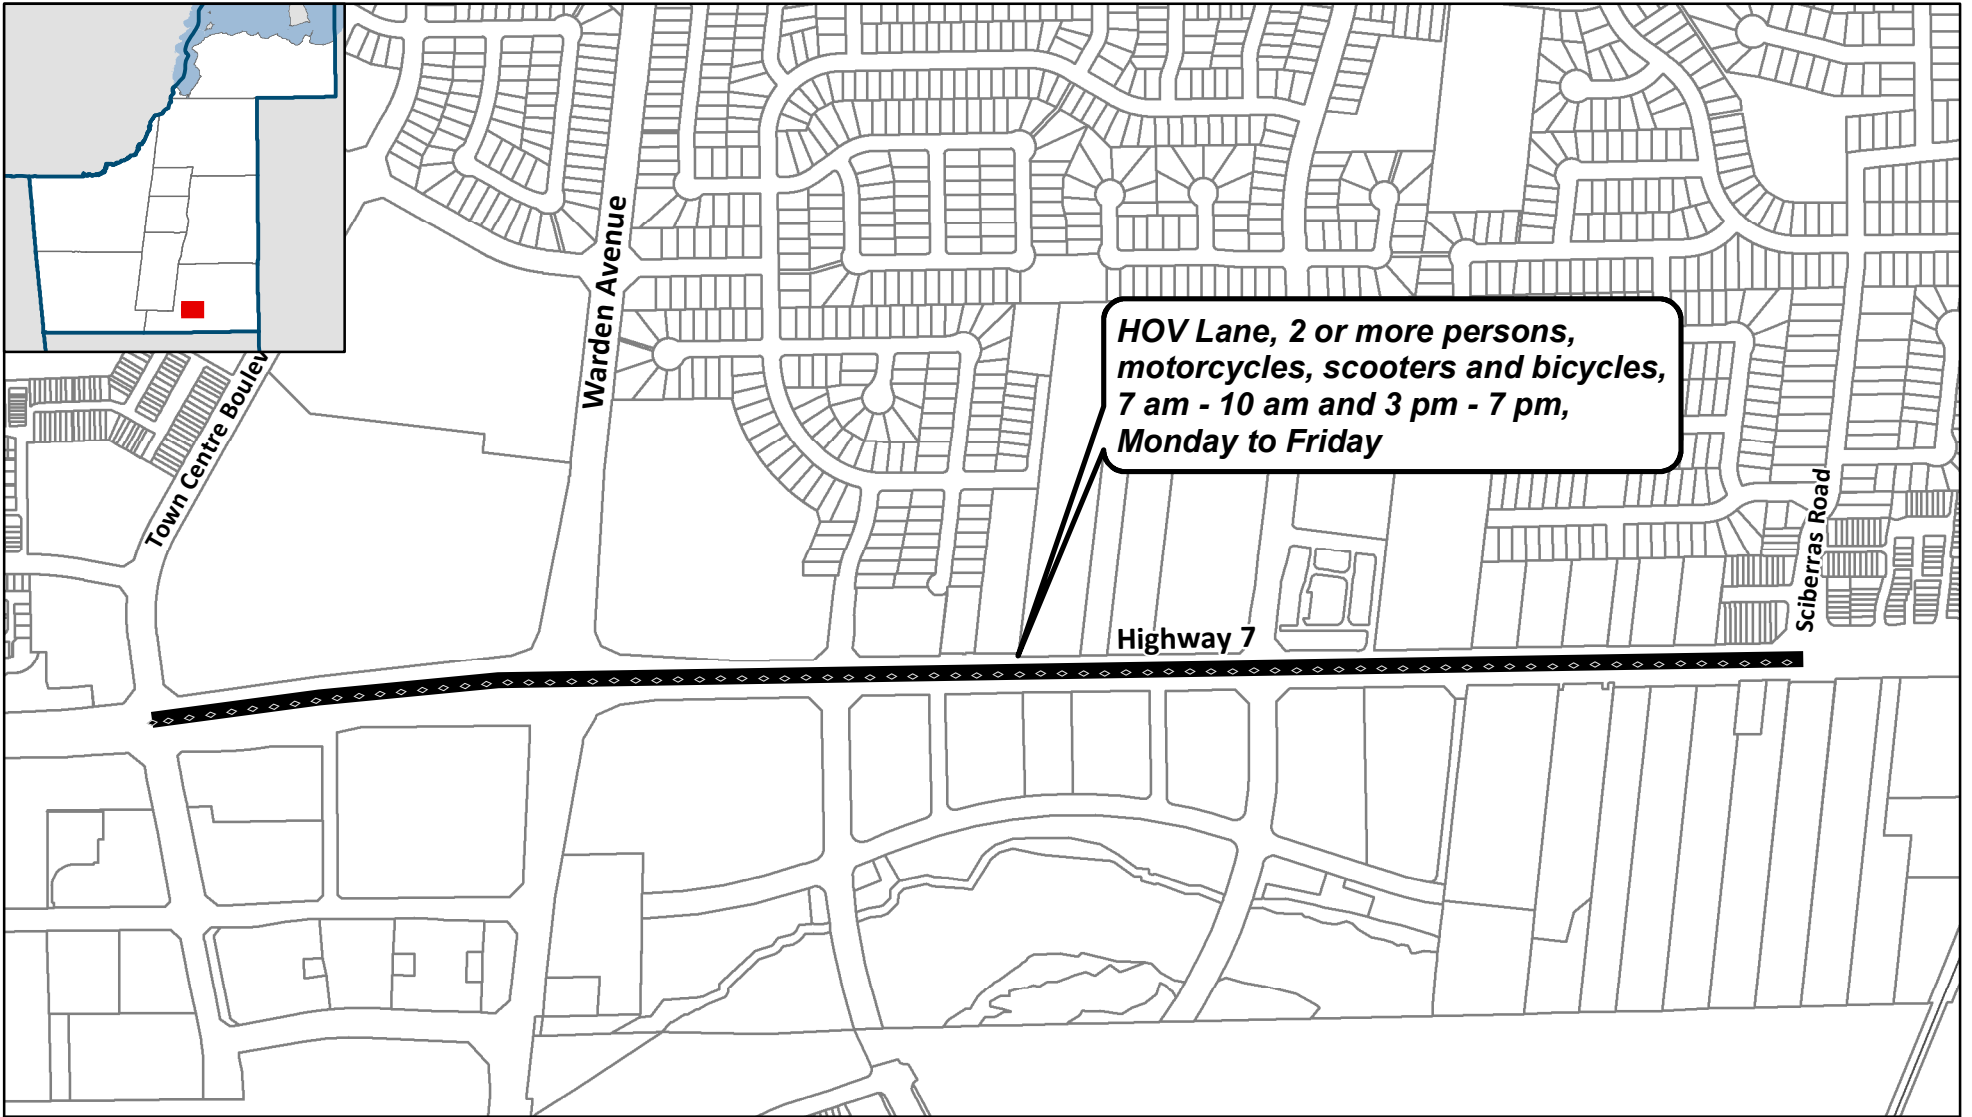 Warden Avenue
HOV Lane, 2 or more persons,
motorcycles, scooters and bicycles,
7 am - 10 am and 3 pm - 7 pm,
Monday to Friday
Town Centre Boulev
Sciberras Road
Highway 7